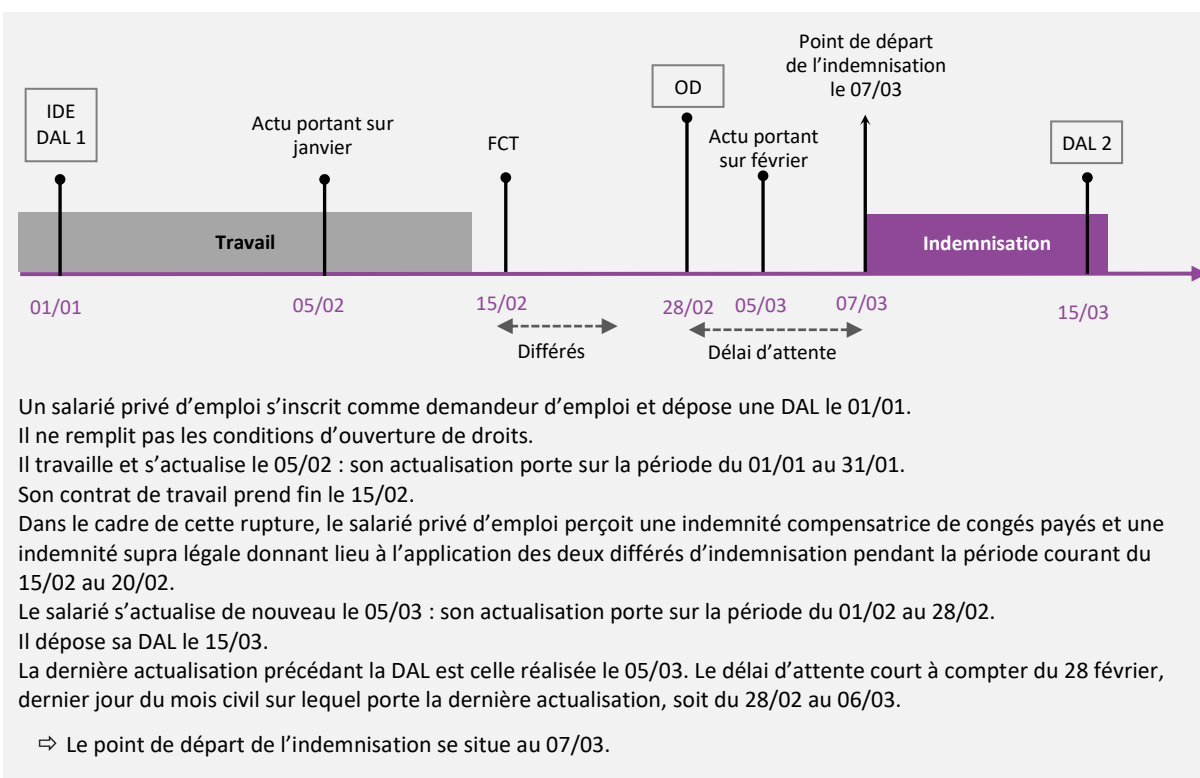 Point de départ
de l'indemnisation
le 07/03
OD
IDE
DAL 1
Actu portant sur
janvier
FCT
Actu portant
sur février
DAL 2
Travail
Indemnisation
01/01
05/02
15/02
28/02
05/03
07/03
15/03
Différés
Délai d'attente
Un salarié privé d'emploi s'inscrit comme demandeur d'emploi et dépose une DAL le 01/01.
Il ne remplit pas les conditions d'ouverture de droits.
Il travaille et s'actualise le 05/02 : son actualisation porte sur la période du 01/01 au 31/01.
Son contrat de travail prend fin le 15/02.
Dans le cadre de cette rupture, le salarié privé d'emploi perçoit une indemnité compensatrice de congés payés et une
indemnité supra légale donnant lieu à l'application des deux différés d'indemnisation pendant la période courant du
15/02 au 20/02.
Le salarié s'actualise de nouveau le 05/03 : son actualisation porte sur la période du 01/02 au 28/02.
Il dépose sa DAL le 15/03.
La dernière actualisation précédant la DAL est celle réalisée le 05/03. Le délai d'attente court à compter du 28 février,
dernier jour du mois civil sur lequel porte la dernière actualisation, soit du 28/02 au 06/03.
⇨ Le point de départ de l'indemnisation se situe au 07/03.